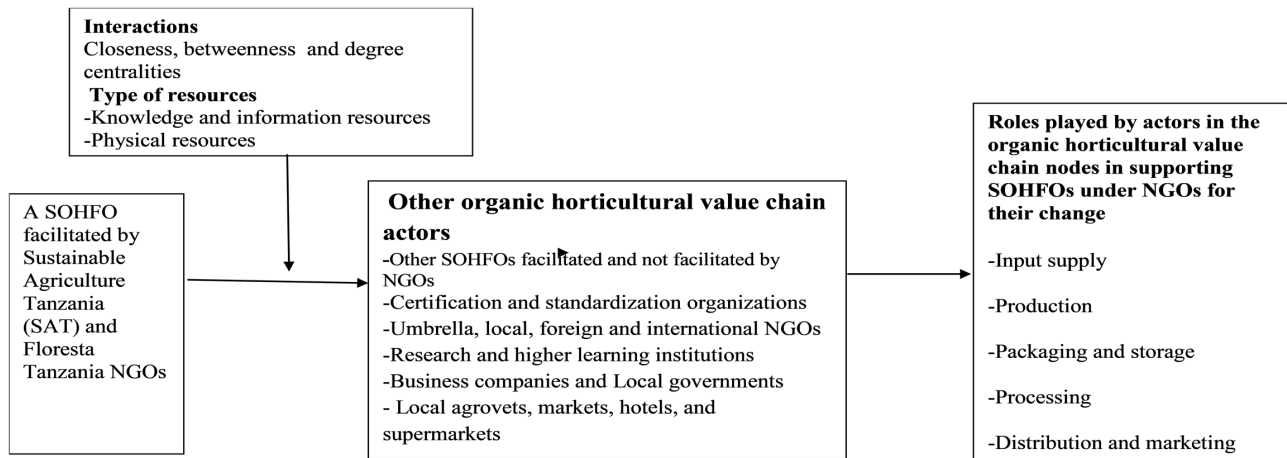 Interactions
Closeness, betweenness and degree
centralities
Type of resources
-Knowledge and information resources
-Physical resources
A SOHFO
facilitated by
Sustainable
Agriculture
Tanzania
(SAT) and
Floresta
Tanzania NGOs
Other organic horticultural value chain
actors
-Other SOHFOs facilitated and not facilitated by
NGOs
-Certification and standardization organizations
-Umbrella, local, foreign and international NGOs
-Research and higher learning institutions
-Business companies and Local governments
- Local agrovets, markets, hotels, and
supermarkets
Roles played by actors in the
organic horticultural value
chain nodes in supporting
SOHFOs under NGOs for
their change
-Input supply
-Production
-Packaging and storage
-Processing
-Distribution and marketing